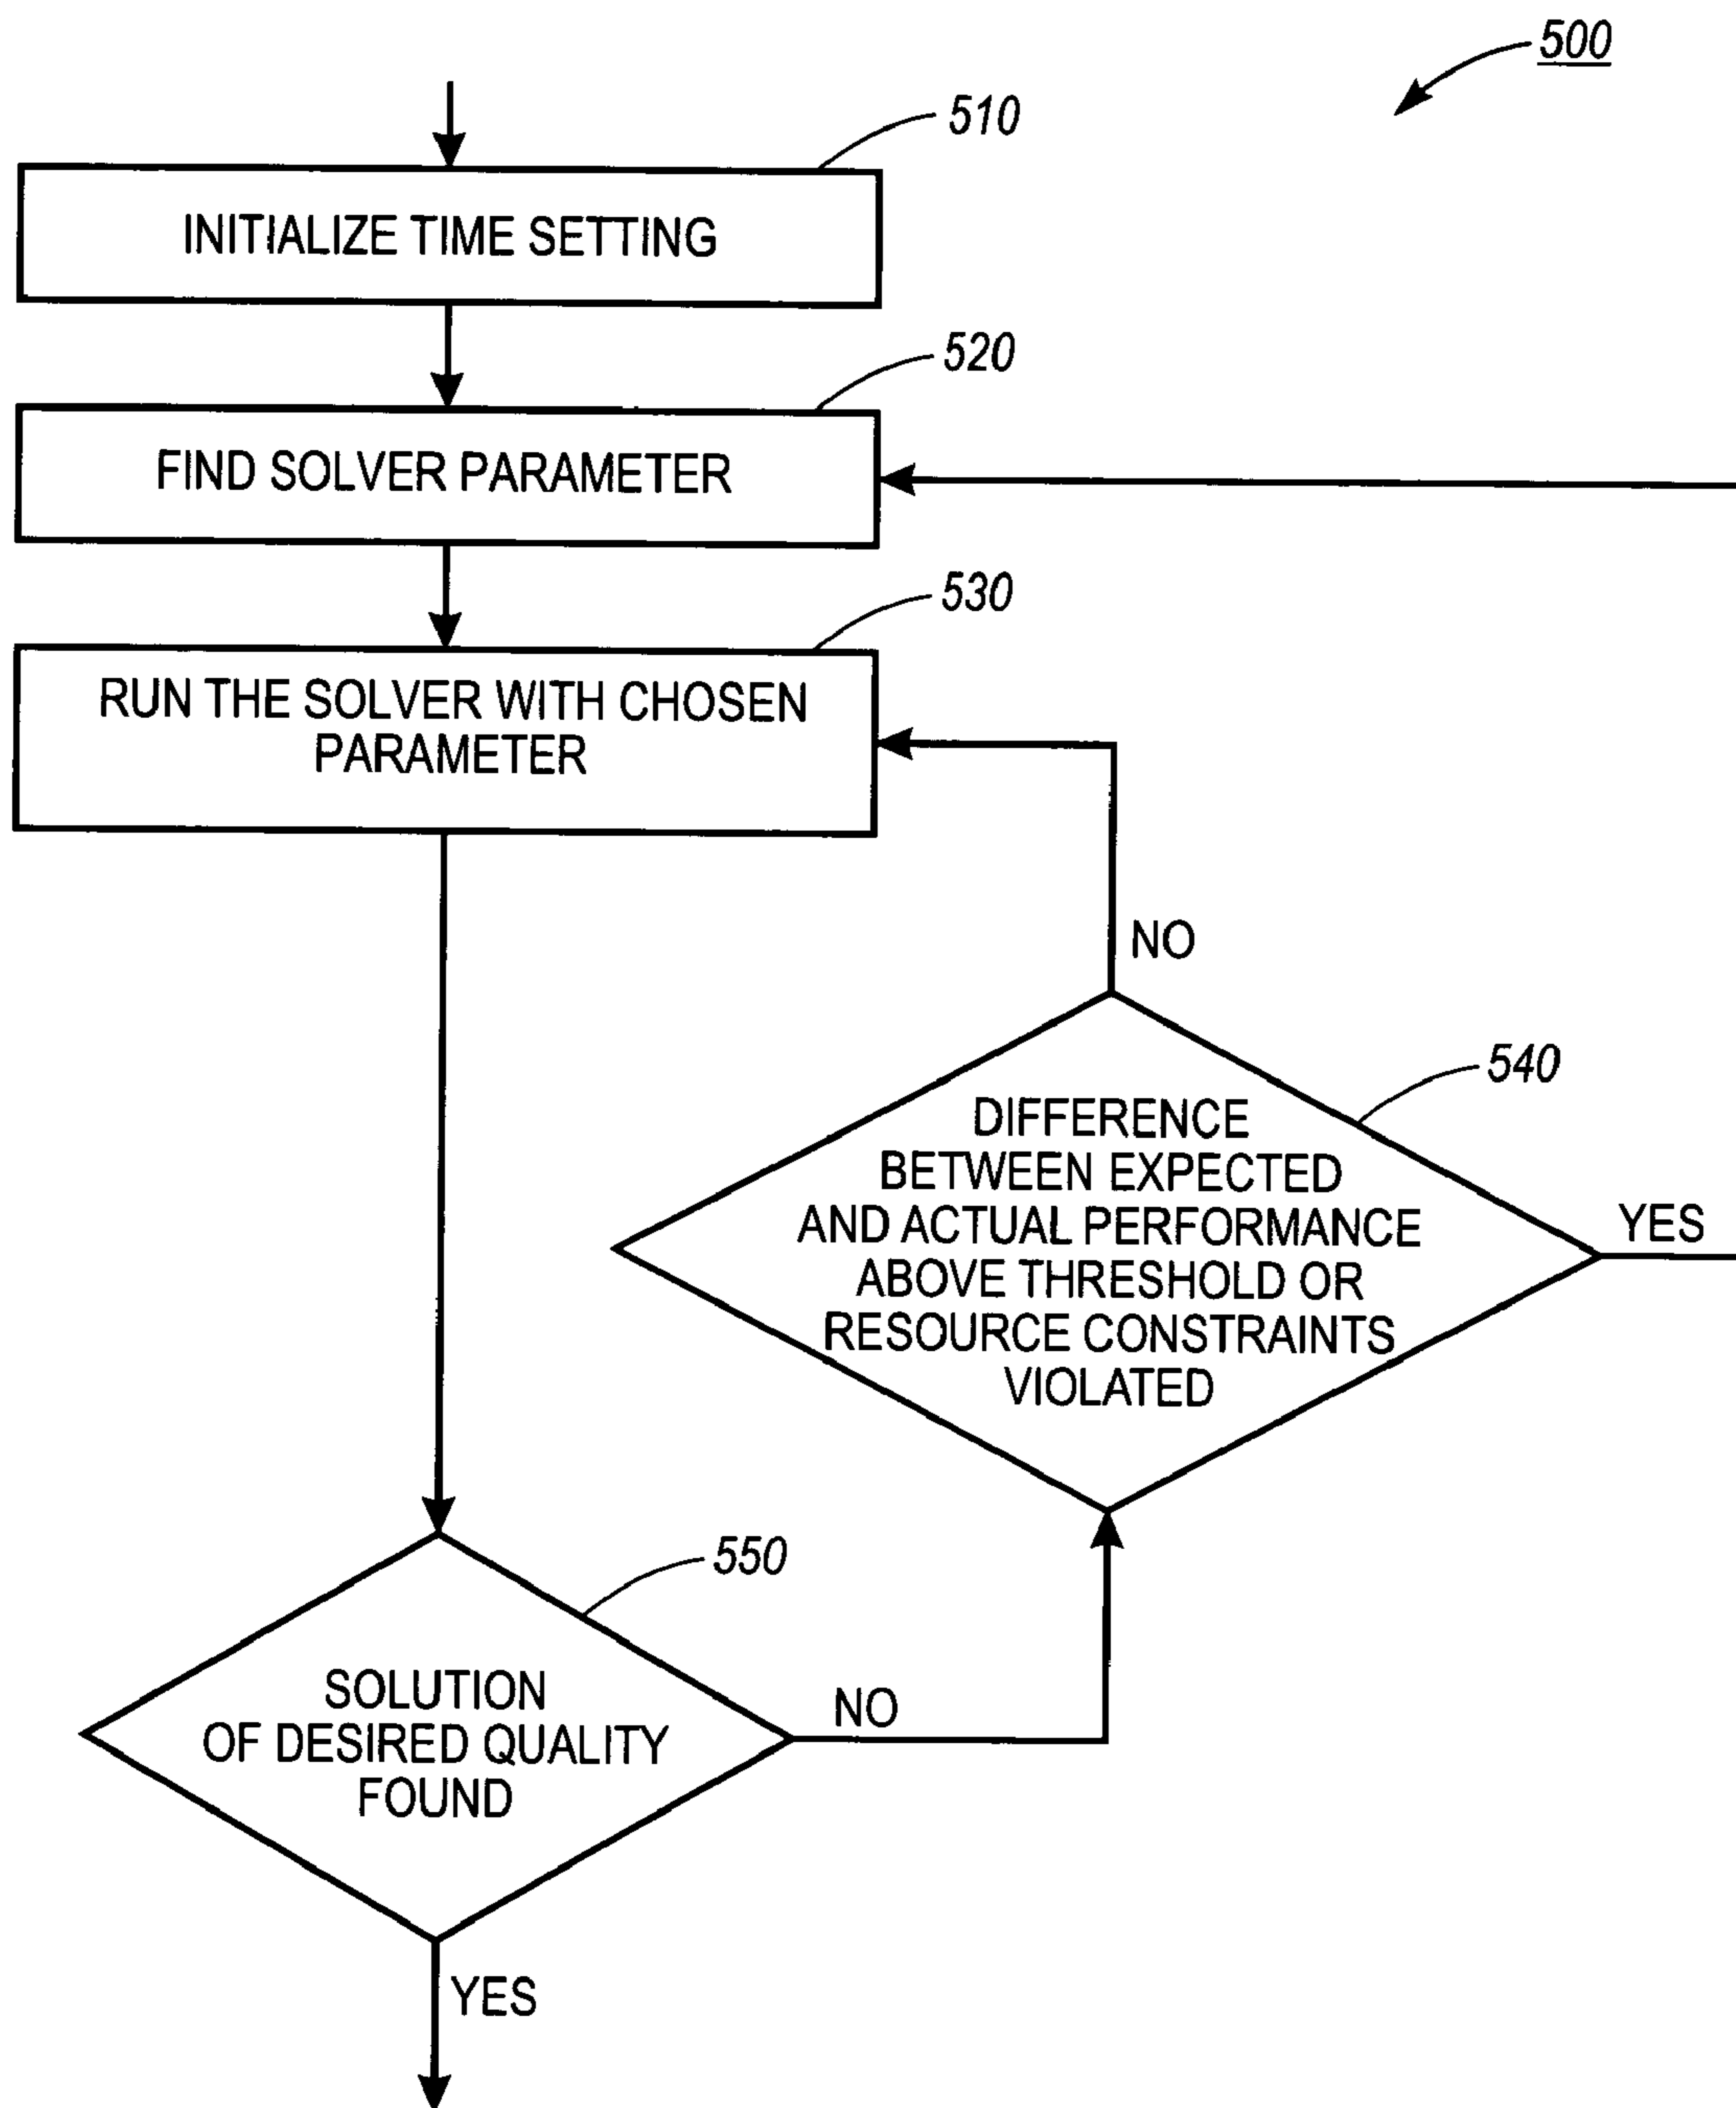 500
510
INITIALIZE TIME SETTING
520
FIND SOLVER PARAMETER
530
RUN THE SOLVER WITH CHOSEN
PARAMETER
NO
540
DIFFERENCE
BETWEEN EXPECTED
AND ACTUAL PERFORMANCE
ABOVE THRESHOLD OR
RESOURCE CONSTRAINTS
VIOLATED
YES
550
SOLUTION
OF DESIRED QUALITY
FOUND
NO
YES